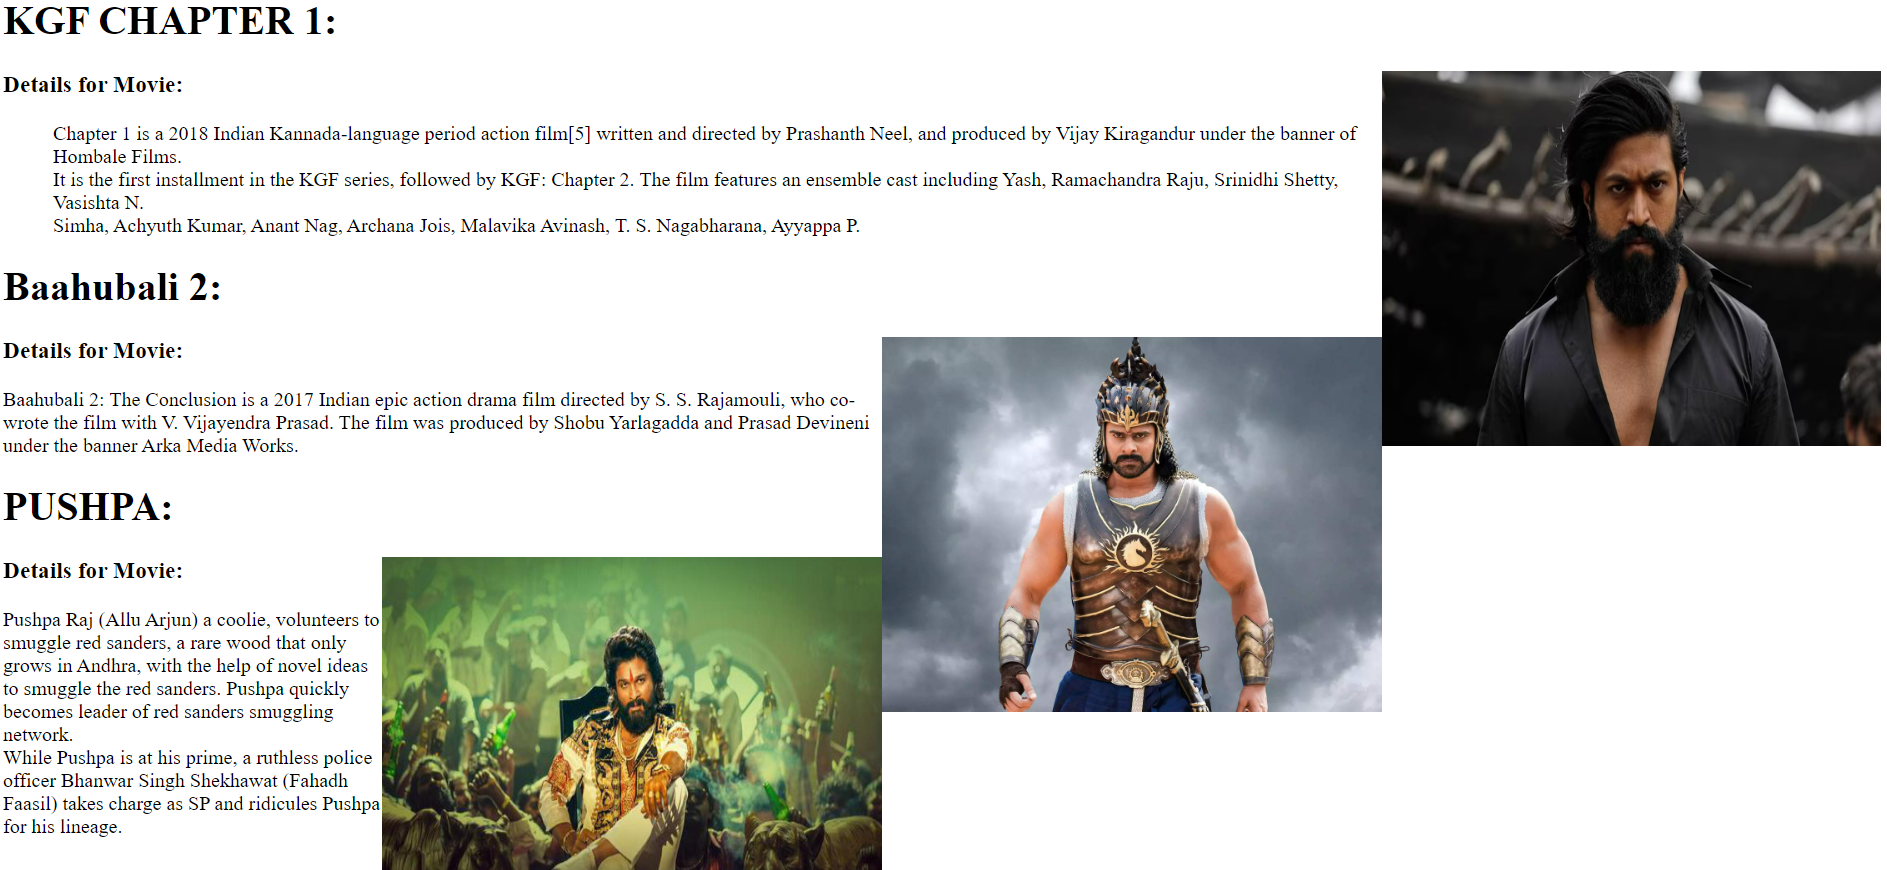 KGF CHAPTER 1:
Details for Movie:
Chapter 1 is a 2018 Indian Kannada-language period action film[5] written and directed by Prashanth Neel, and produced by Vijay Kiragandur under the banner of
Hombale Films.
It is the first installment in the KGF series, followed by KGF: Chapter 2. The film features an ensemble cast including Yash, Ramachandra Raju, Srinidhi Shetty,
Vasishta N.
Simha, Achyuth Kumar, Anant Nag, Archana Jois, Malavika Avinash, T. S. Nagabharana, Ayyappa P.
Baahubali 2:
Details for Movie:
Baahubali 2: The Conclusion is a 2017 Indian epic action drama film directed by S. S. Rajamouli, who co-
wrote the film with V. Vijayendra Prasad. The film was produced by Shobu Yarlagadda and Prasad Devineni
under the banner Arka Media Works.
PUSHPA:
Details for Movie:
Pushpa Raj (Allu Arjun) a coolie, volunteers to
smuggle red sanders, a rare wood that only
grows in Andhra, with the help of novel ideas
to smuggle the red sanders. Pushpa quickly
becomes leader of red sanders smuggling
network.
While Pushpa is at his prime, a ruthless police
officer Bhanwar Singh Shekhawat (Fahadh
Faasil) takes charge as SP and ridicules Pushpa
for his lineage.